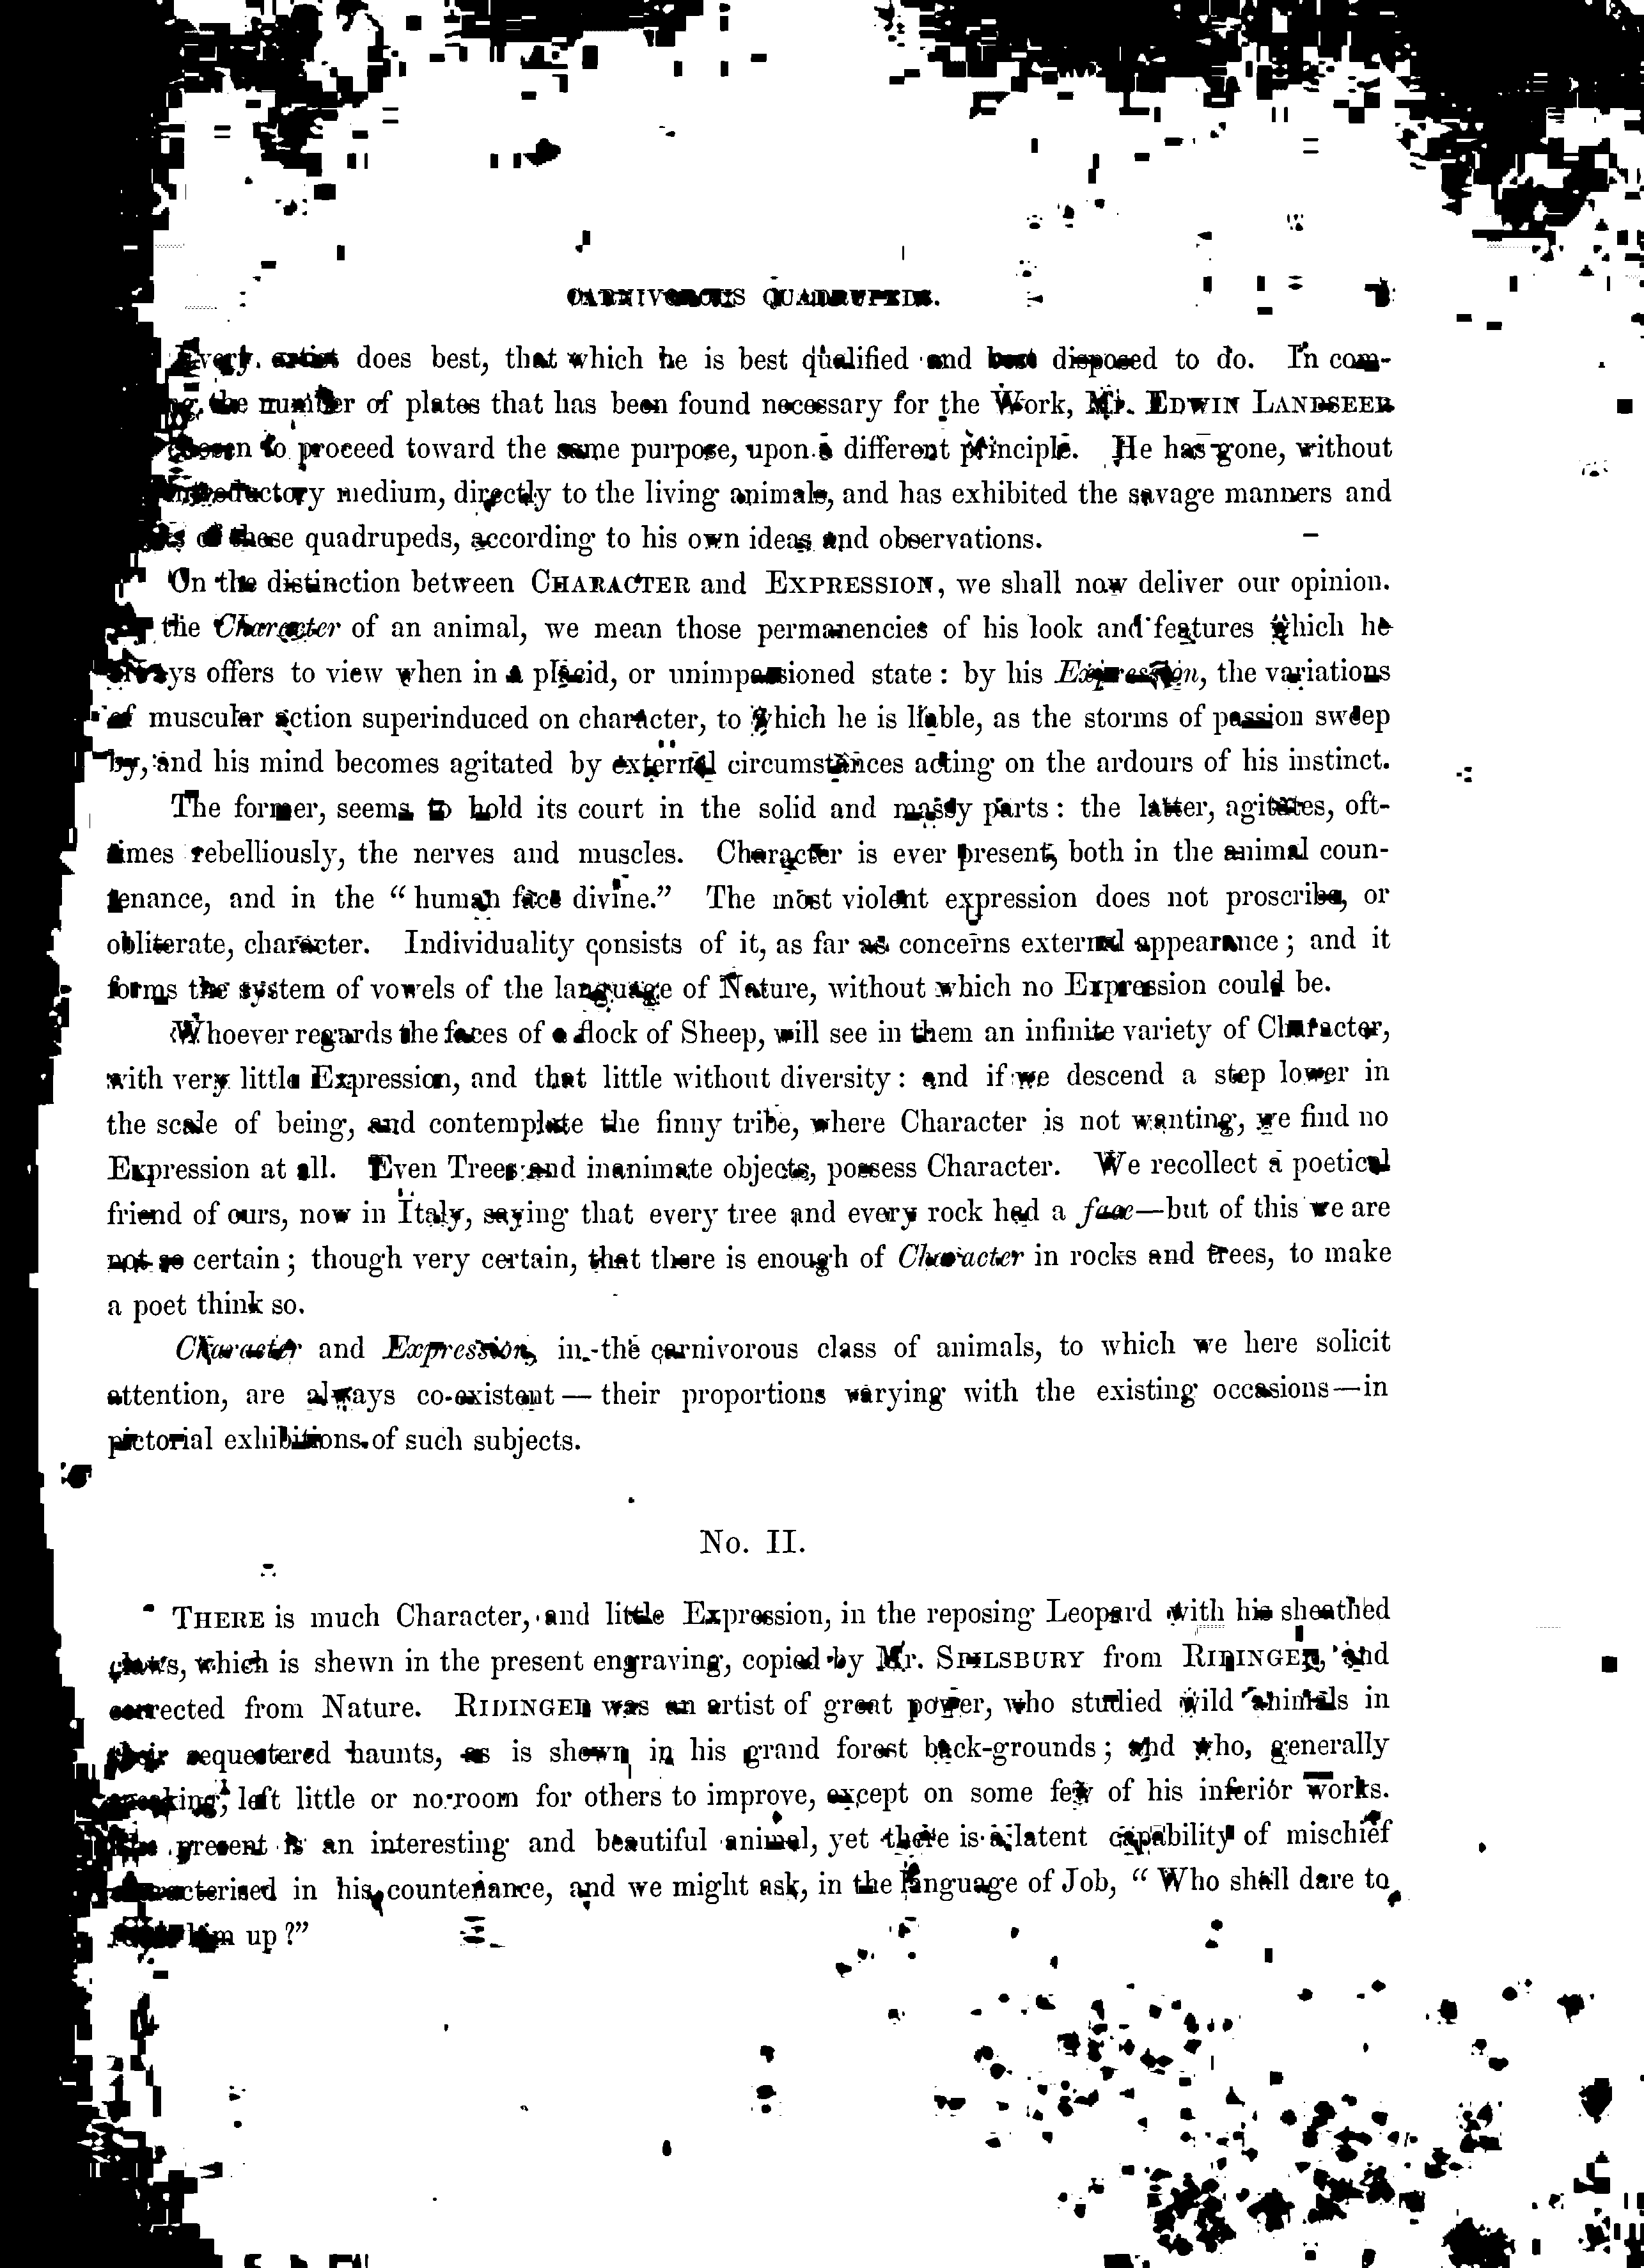 CARNIVOROUS QUADRUPEDS.
Every artist does best, that which he is best qualified and best disposed to do. In com-
the number of plates that has been found necessary for the Work, Mr. EDWIN LANDSEER
chosen to proceed toward the same purpose, upon a different principle. He has gone, without
introductory medium, directly to the living animals, and has exhibited the savage manners and
of these quadrupeds, according to his own ideas and observations.
On the distinction between CHARACTER and EXPRESSION, we shall now deliver our opinion.
the Character of an animal, we mean those permanencies of his look and features which he
always offers to view when in a placid, or unimpassioned state: by his Expression, the variations
of muscular action superinduced on character, to which he is liable, as the storms of passion sweep
by, and his mind becomes agitated by external circumstances acting on the ardours of his instinct.
The former, seems to hold its court in the solid and massy parts: the latter, agitates, oft-
times rebelliously, the nerves and muscles. Character is ever present, both in the animal coun-
tenance, and in the “human face divine.” The most violent expression does not proscribe, or
obliterate, character. Individuality consists of it, as far as concerns external appearance; and it
forms the system of vowels of the language of Nature, without which no Expression could be.
Whoever regards the faces of a flock of Sheep, will see in them an infinite variety of Character,
with very little Expression, and that little without diversity: and if we descend a step lower in
the scale of being, and contemplate the finny tribe, where Character is not wanting, we find no
Expression at all. Even Trees and inanimate objects, possess Character. We recollect a poetical
friend of ours, now in Italy, saying that every tree and every rock had a face—but of this we are
not so certain; though very certain, that there is enough of Character in rocks and trees, to make
a poet think so.
Character and Expression, in the carnivorous class of animals, to which we here solicit
attention, are always co-existent—their proportions varying with the existing occasions—in
pictorial exhibitions of such subjects.
No. II.
THERE is much Character, and little Expression, in the reposing Leopard with his sheathed
claws, which is shewn in the present engraving, copied by Mr. SPILSBURY from RIDINGER, and
corrected from Nature. RIDINGER was an artist of great power, who studied wild animals in
their sequestered haunts, as is shewn in his grand forest back-grounds; and who, generally
speaking, left little or no room for others to improve, except on some few of his inferior works.
The present is an interesting and beautiful animal, yet there is a latent capability of mischief
characterised in his countenance, and we might ask, in the language of Job, “Who shall dare to
him up?”